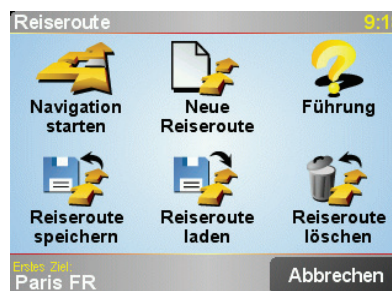 Reiseroute 9:1
Navigation
starten
Neue
Reiseroute
Führung
Reiseroute
speichern
Reiseroute
laden
Reiseroute
löschen
Erstes Ziel:
Paris FR
Abbrechen